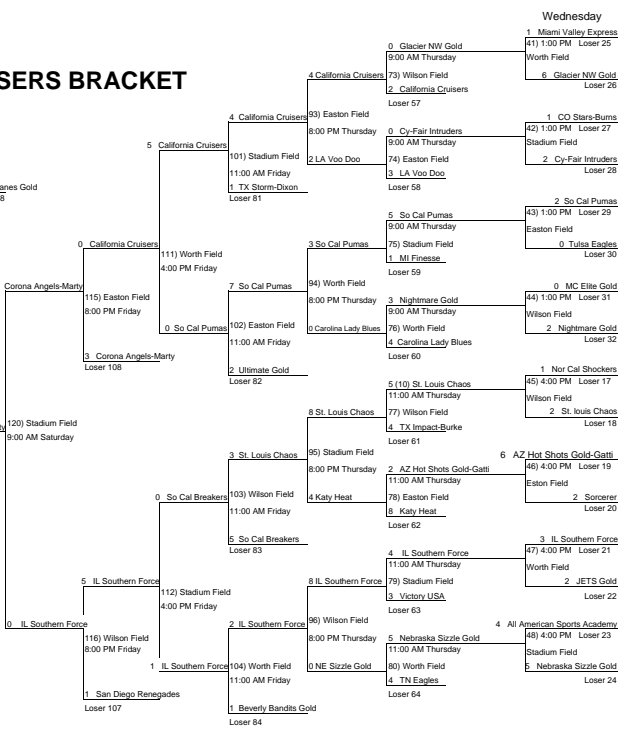 Wednesday
1 Miami Valley Express
41) 1:00 PM Loser 25
Worth Field
6 Glacier NW Gold
Loser 26
0 Glacier NW Gold
9:00 AM Thursday
73) Wilson Field
2 California Cruisers
Loser 57
SERS BRACKET
4 California Cruisers
93) Easton Field
8:00 PM Thursday
2 LA Voo Doo
1 CO Stars-Burns
42) 1:00 PM Loser 27
Stadium Field
2 Cy-Fair Intruders
Loser 28
0 Cy-Fair Intruders
9:00 AM Thursday
74) Easton Field
3 LA Voo Doo
Loser 58
4 California Cruisers
101) Stadium Field
11:00 AM Friday
1 TX Storm-Dixon
Loser 81
5 California Cruisers
anes Gold
8
2 So Cal Pumas
43) 1:00 PM Loser 29
Easton Field
0 Tulsa Eagles
Loser 30
5 So Cal Pumas
9:00 AM Thursday
75) Stadium Field
1 MI Finesse
Loser 59
3 So Cal Pumas
94) Worth Field
8:00 PM Thursday
0 Carolina Lady Blues
0 California Cruisers
111) Worth Field
4:00 PM Friday
0 MC Elite Gold
44) 1:00 PM Loser 31
Wilson Field
2 Nightmare Gold
Loser 32
3 Nightmare Gold
9:00 AM Thursday
76) Worth Field
4 Carolina Lady Blues
Loser 60
7 So Cal Pumas
102) Easton Field
11:00 AM Friday
2 Ultimate Gold
Loser 82
0 So Cal Pumas
Corona Angels-Marty
115) Easton Field
8:00 PM Friday
3 Corona Angels-Marty
Loser 108
1 Nor Cal Shockers
45) 4:00 PM Loser 17
Wilson Field
2 St. louis Chaos
Loser 18
5 (10) St. Louis Chaos
11:00 AM Thursday
77) Wilson Field
4 TX Impact-Burke
Loser 61
8 St. Louis Chaos
95) Stadium Field
8:00 PM Thursday
4 Katy Heat
120) Stadium Field
9:00 AM Saturday
6 AZ Hot Shots Gold-Gatti
46) 4:00 PM Loser 19
Eston Field
2 Sorcerer
Loser 20
2 AZ Hot Shots Gold-Gatti
11:00 AM Thursday
78) Easton Field
8 Katy Heat
Loser 62
3 St. Louis Chaos
103) Wilson Field
11:00 AM Friday
5 So Cal Breakers
Loser 83
0 So Cal Breakers
3 IL Southern Force
47) 4:00 PM Loser 21
Worth Field
2 JETS Gold
Loser 22
4 IL Southern Force
11:00 AM Thursday
79) Stadium Field
3 Victory USA
Loser 63
8 IL Southern Force
96) Wilson Field
8:00 PM Thursday
0 NE Sizzle Gold
5 IL Southern Force
112) Stadium Field
4:00 PM Friday
4 All American Sports Academy
48) 4:00 PM Loser 23
Stadium Field
5 Nebraska Sizzle Gold
Loser 24
5 Nebraska Sizzle Gold
11:00 AM Thursday
80) Worth Field
4 TN Eagles
Loser 64
2 IL Southern Force
104) Worth Field
11:00 AM Friday
1 Beverly Bandits Gold
Loser 84
1 IL Southern Force
0 IL Southern Force
116) Wilson Field
8:00 PM Friday
1 San Diego Renegades
Loser 107